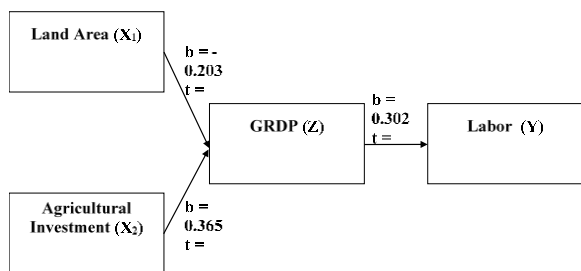 Land Area (X1)
b = -
0.203
t =
GRDP (Z)
b =
0.302
t =
Labor (Y)
Agricultural
Investment (X2)
b =
0.365
t =